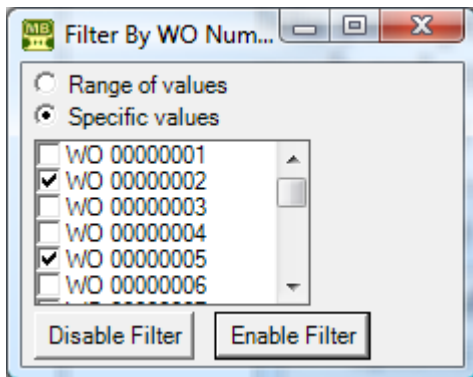 MB
Filter By WO Num...
Range of values
Specific values
WO 00000001
WO 00000002
WO 00000003
WO 00000004
WO 00000005
WO 00000006
Disable Filter Enable Filter